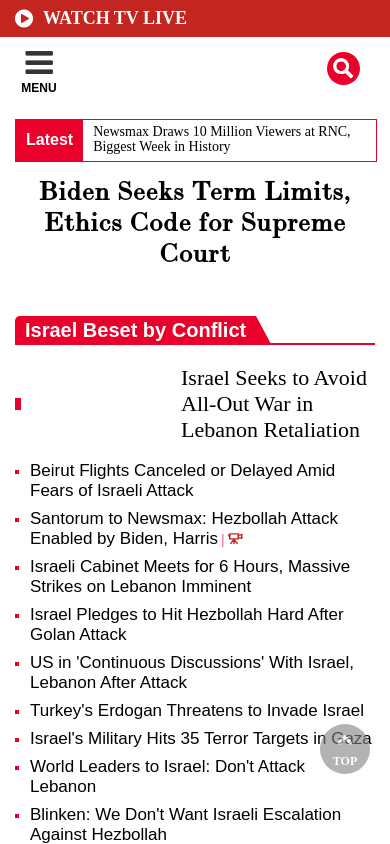 WATCH TV LIVE
MENU
Latest
Newsmax Draws 10 Million Viewers at RNC,
Biggest Week in History
Biden Seeks Term Limits,
Ethics Code for Supreme
Court
Israel Beset by Conflict
Israel Seeks to Avoid
All-Out War in
Lebanon Retaliation
Beirut Flights Canceled or Delayed Amid
Fears of Israeli Attack
Santorum to Newsmax: Hezbollah Attack
Enabled by Biden, Harris |
Israeli Cabinet Meets for 6 Hours, Massive
Strikes on Lebanon Imminent
Israel Pledges to Hit Hezbollah Hard After
Golan Attack
US in 'Continuous Discussions' With Israel,
Lebanon After Attack
Turkey's Erdogan Threatens to Invade Israel
Israel's Military Hits 35 Terror Targets in Gaza
TOP
World Leaders to Israel: Don't Attack
Lebanon
Blinken: We Don't Want Israeli Escalation
Against Hezbollah